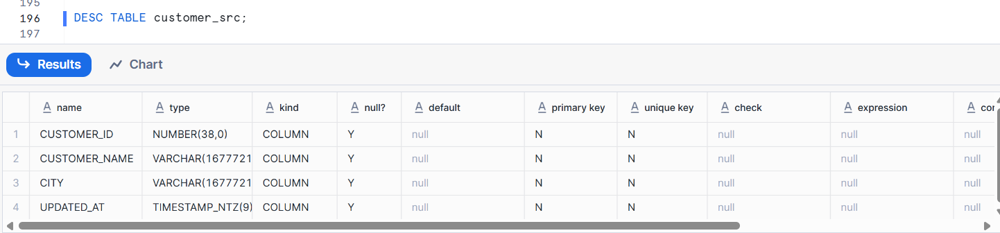 195
196 DESC TABLE customer_src;
197
Results Chart
A name A type A kind A null? A default A primary key A unique key A check A expression A cor
1 CUSTOMER_ID NUMBER(38,0) COLUMN Y null N N null null null
2 CUSTOMER_NAME VARCHAR(1677721 COLUMN Y null N N null null null
3 CITY VARCHAR(1677721 COLUMN Y null N N null null null
4 UPDATED_AT TIMESTAMP_NTZ(9) COLUMN Y null N N null null null